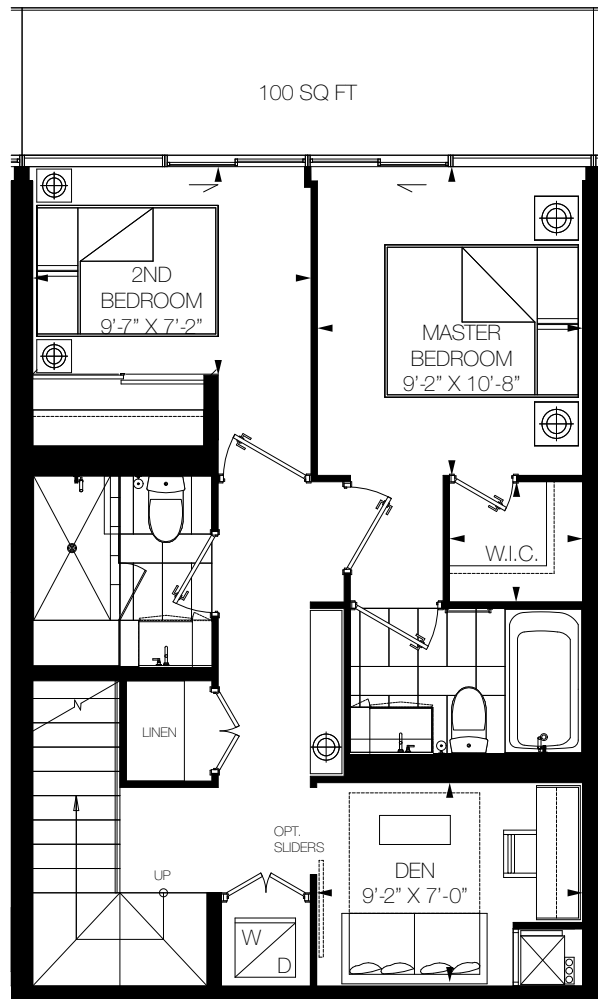 100 SQ FT
2ND
BEDROOM
9'-7" X 7'-2"
MASTER
BEDROOM
9'-2" X 10'-8"
W.I.C.
LINEN
OPT.
SLIDERS
UP
DEN
9'-2" X 7'-0"
W
D